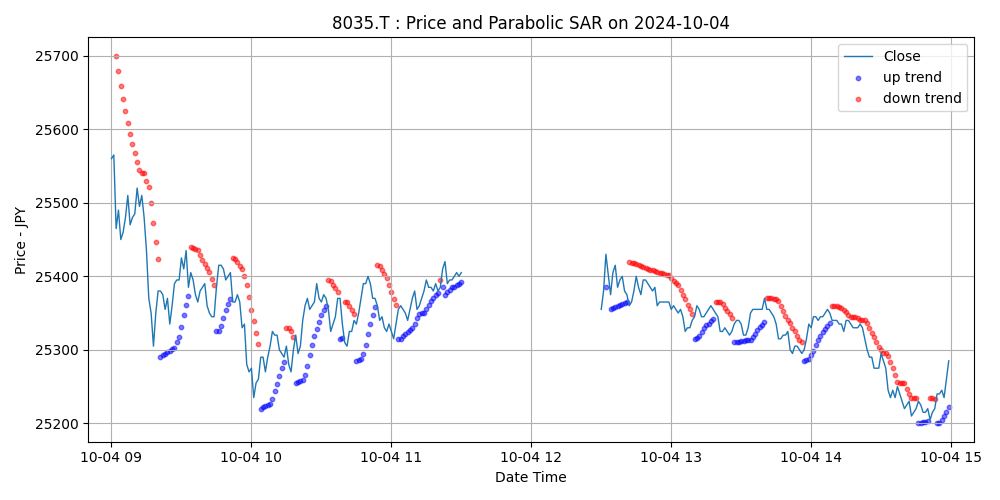 8035.T : Price and Parabolic SAR on 2024-10-04
Close
up trend
down trend
25700
25600
25500
25400
25300
25200
Price - JPY
10-04 09 10-04 10 10-04 11 10-04 12 10-04 13 10-04 14 10-04 15
Date Time